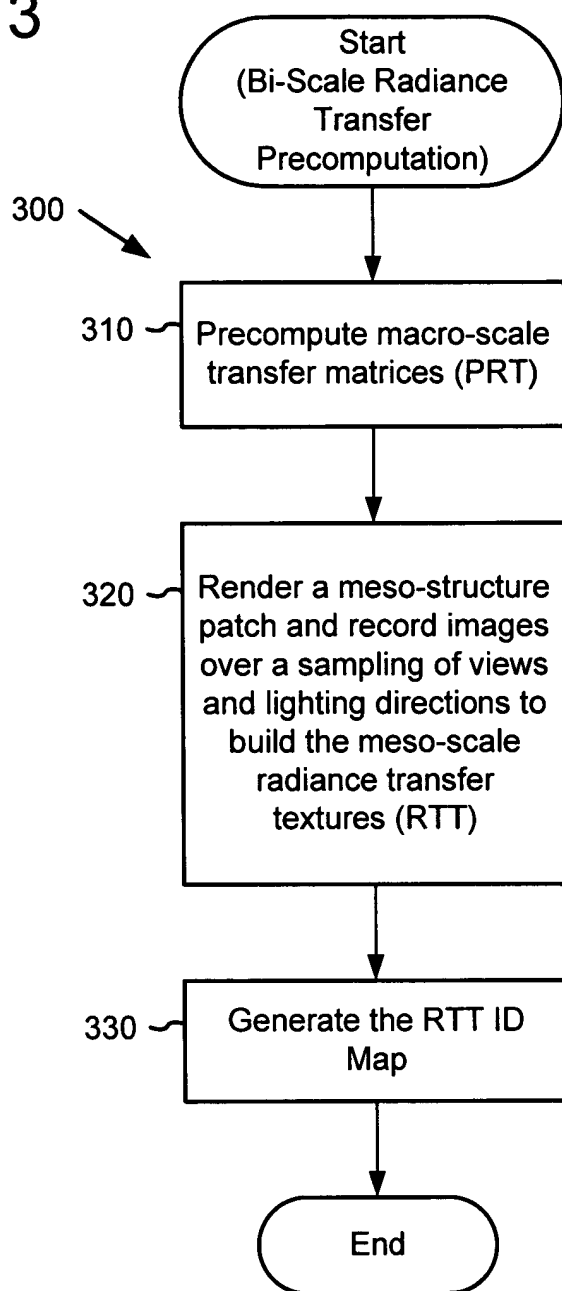 3
Start
(Bi-Scale Radiance
Transfer
Precomputation)
300
310
Precompute macro-scale
transfer matrices (PRT)
320
Render a meso-structure
patch and record images
over a sampling of views
and lighting directions to
build the meso-scale
radiance transfer
textures (RTT)
330
Generate the RTT ID
Map
End